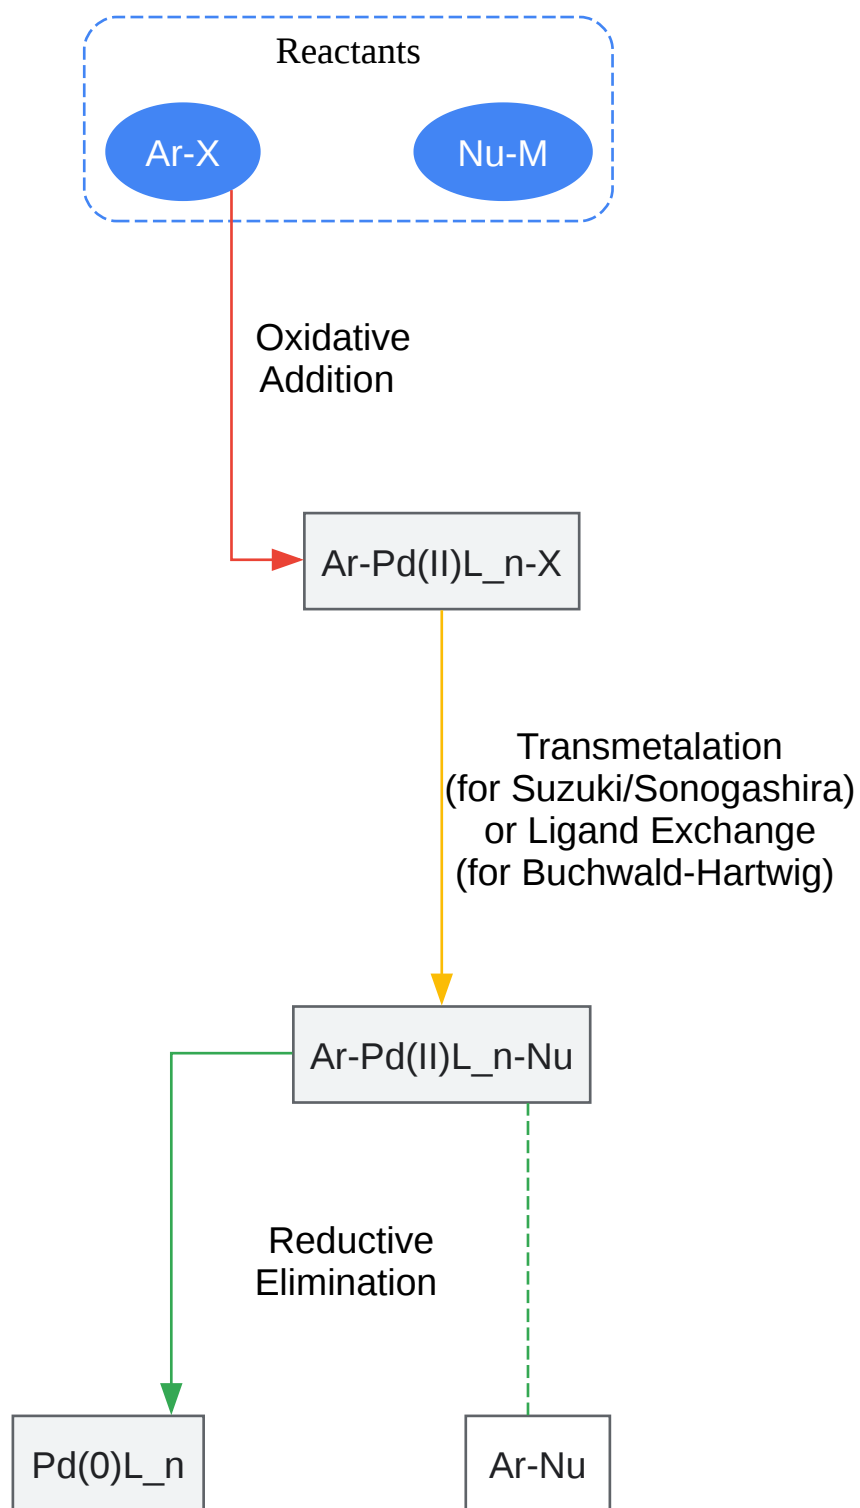 Reactants
Ar-X
Nu-M
Oxidative
Addition
Ar-Pd(II)L_n-X
Transmetalation
(for Suzuki/Sonogashira)
or Ligand Exchange
(for Buchwald-Hartwig)
Ar-Pd(II)L_n-Nu
Reductive
Elimination
Pd(0)L_n
Ar-Nu